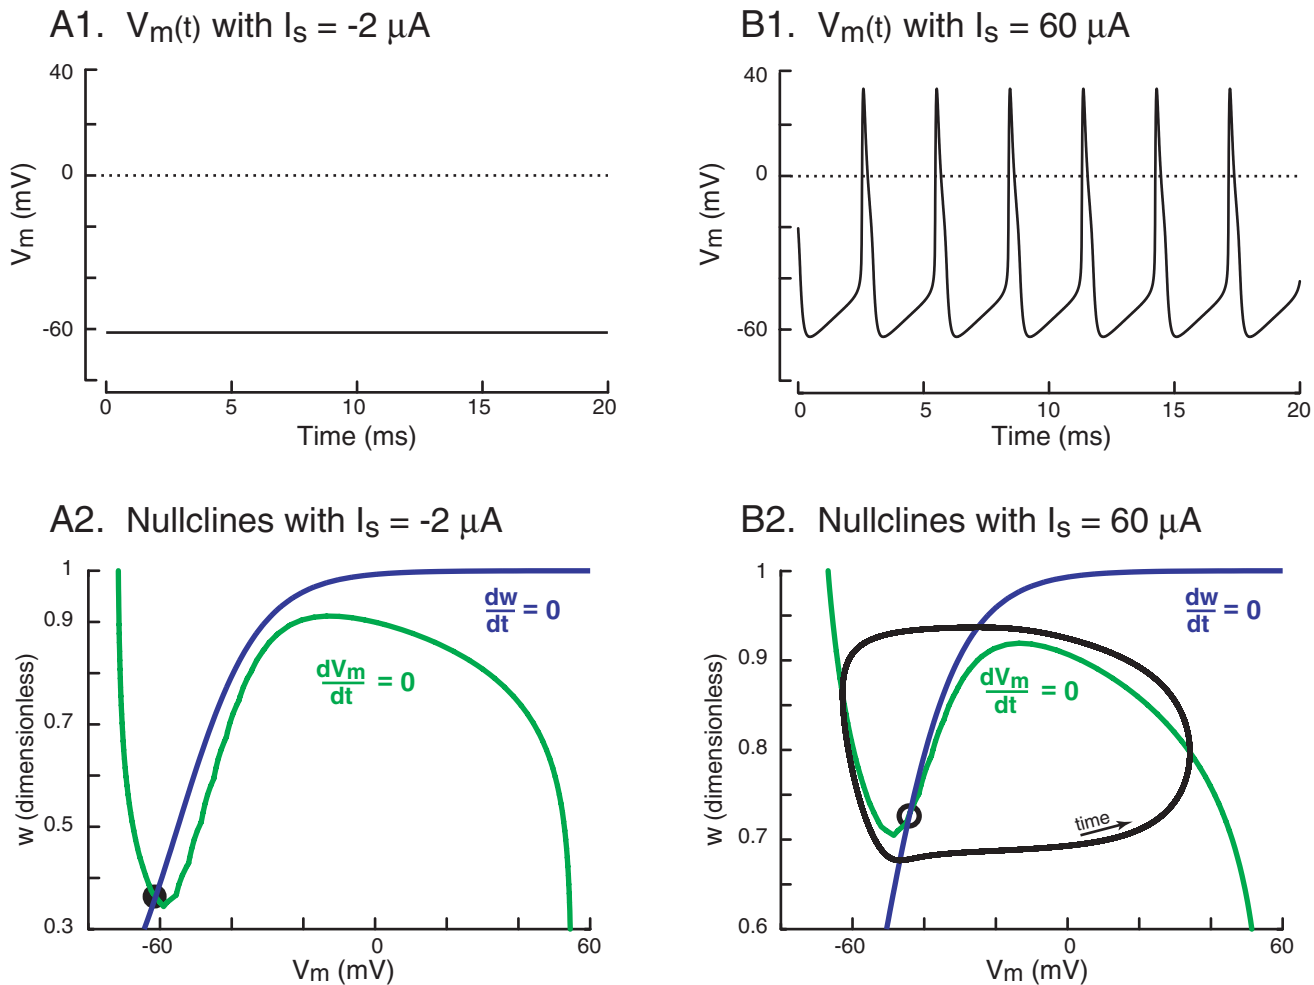 A1. Vm(t) with Is = -2 μA
40
0
-60
Vm (mV)
0 5 10 15 20
Time (ms)
B1. Vm(t) with Is = 60 μA
40
0
-60
Vm (mV)
0 5 10 15 20
Time (ms)
A2. Nullclines with Is = -2 μA
1
0.9
0.7
0.5
0.3
w (dimensionless)
dw
dt = 0
dVm
dt = 0
-60 0 60
Vm (mV)
B2. Nullclines with Is = 60 μA
1
0.9
0.8
0.7
0.6
w (dimensionless)
dw
dt = 0
dVm
dt = 0
time
-60 0 60
Vm (mV)